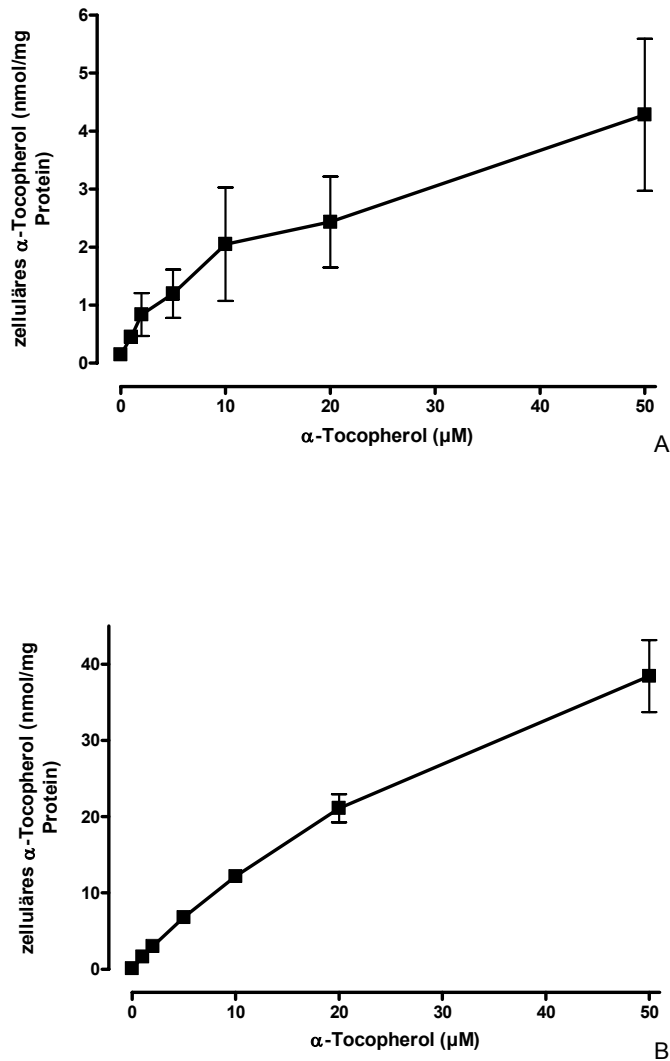 6
5
4
3
2
1
0
zelluläres α-Tocopherol (nmol/mg
Protein)
0 10 20 30 40 50
α-Tocopherol (µM)
A
40
30
20
10
0
zelluläres α-Tocopherol (nmol/mg
Protein)
0 10 20 30 40 50
α-Tocopherol (µM)
B